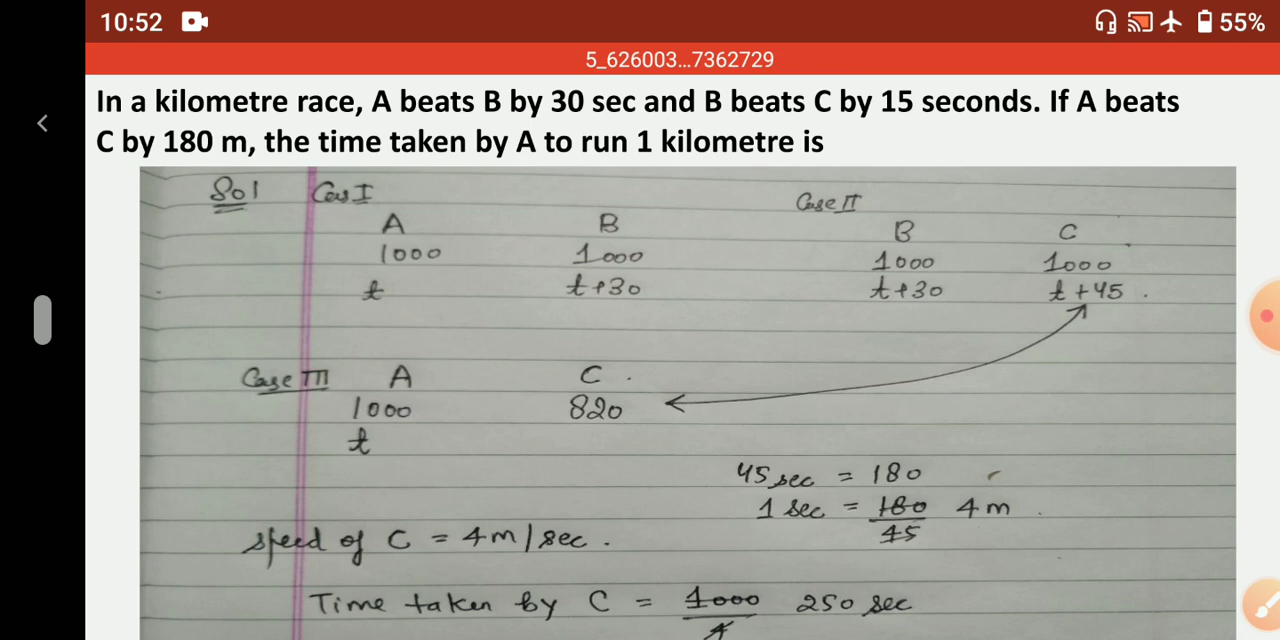 10:52 55%
5_626003...7362729
In a kilometre race, A beats B by 30 sec and B beats C by 15 seconds. If A beats
C by 180 m, the time taken by A to run 1 kilometre is
Sol Cas I Case II
A B B C
1000 1000 1000 1000
t t+30 t+30 t+45
Case III A C
1000 820
t
45 sec = 180
1 sec = 180/45 4m
speed of C = 4m/sec.
Time taken by C = 1000/4 250 sec